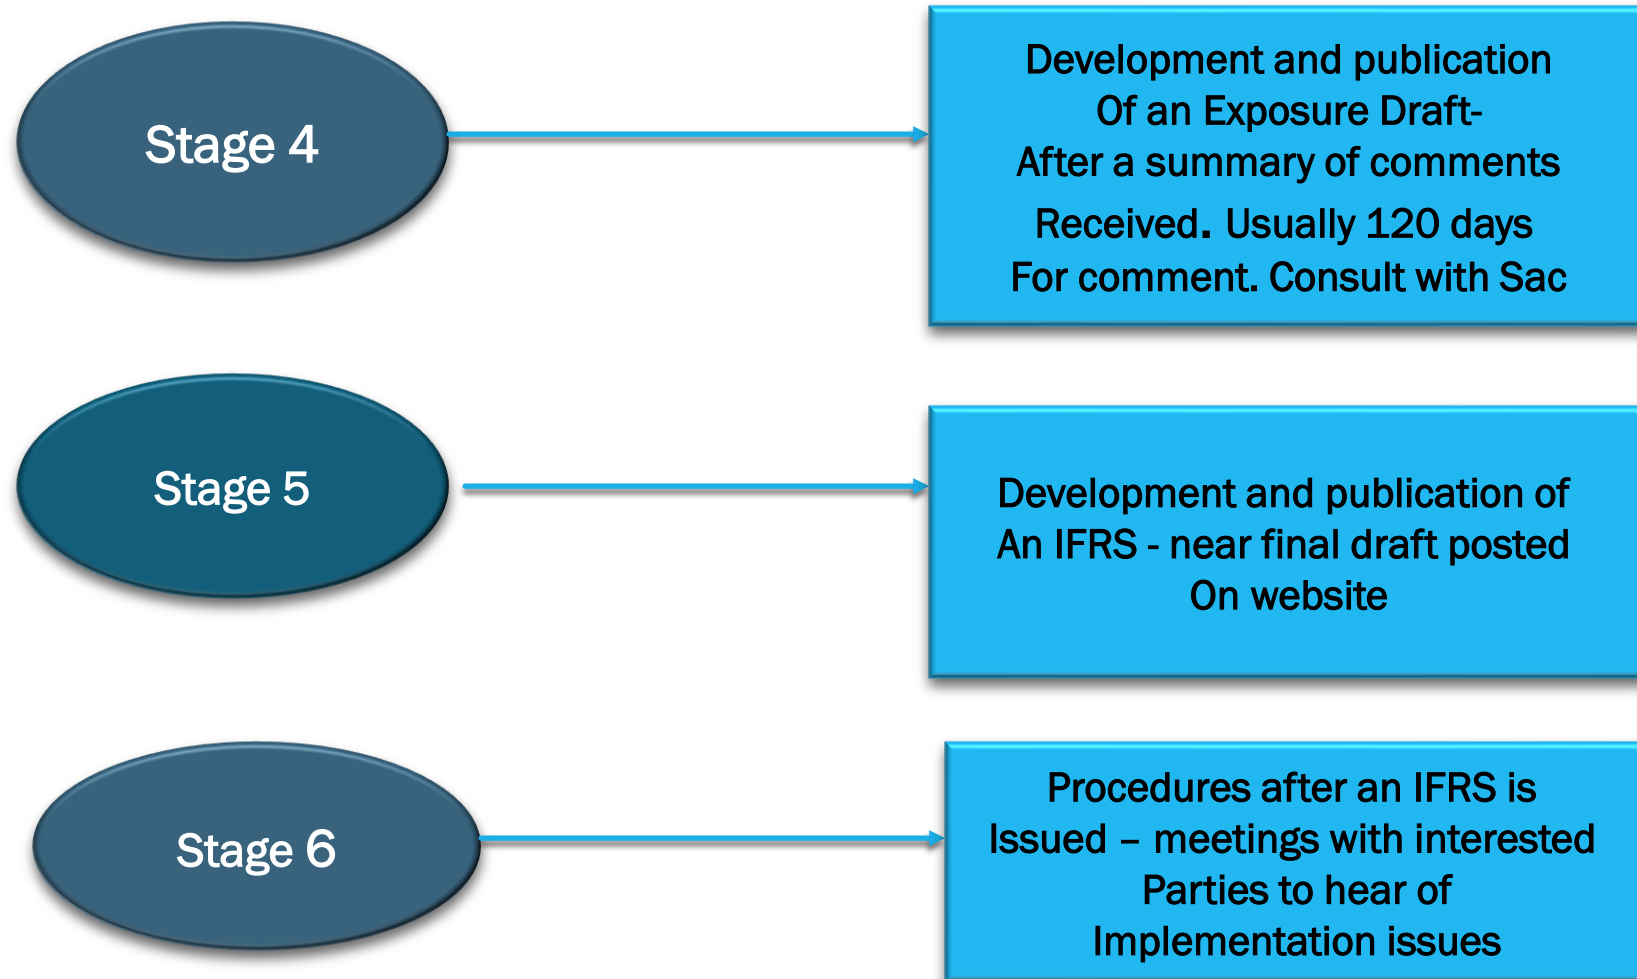 Stage 4
Development and publication
Of an Exposure Draft-
After a summary of comments
Received. Usually 120 days
For comment. Consult with Sac
Stage 5
Development and publication of
An IFRS - near final draft posted
On website
Stage 6
Procedures after an IFRS is
Issued – meetings with interested
Parties to hear of
Implementation issues